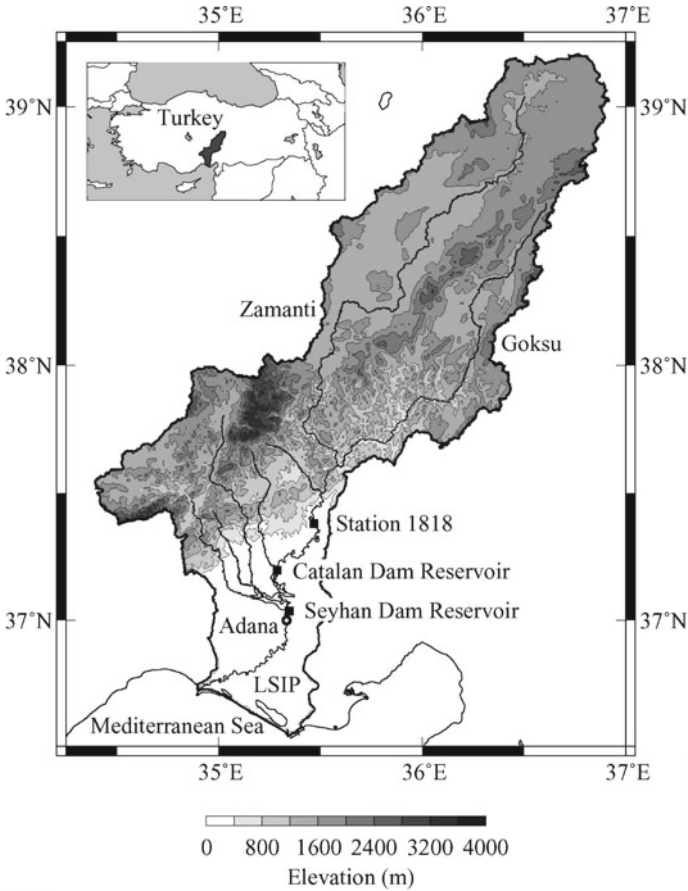 35°E 36°E 37°E
39°N 39°N
Turkey
Zamanti
Goksu
38°N 38°N
Station 1818
Catalan Dam Reservoir
Seyhan Dam Reservoir
37°N Adana 37°N
LSIP
Mediterranean Sea
35°E 36°E 37°E
0 800 1600 2400 3200 4000
Elevation (m)